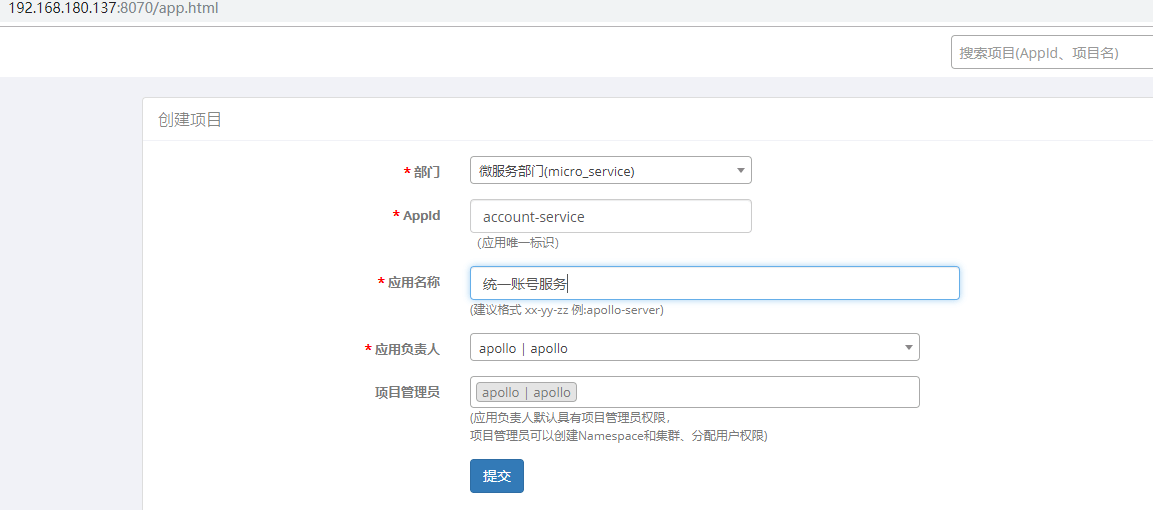 192.168.180.137:8070/app.html
搜索项目(AppId、项目名)
创建项目
* 部门 微服务部门(micro_service)
* AppId account-service
(应用唯一标识)
* 应用名称 统一账号服务
(建议格式 xx-yy-zz 例:apollo-server)
* 应用负责人 apollo | apollo
项目管理员 apollo | apollo
(应用负责人默认具有项目管理员权限，
项目管理员可以创建Namespace和集群、分配用户权限)
提交